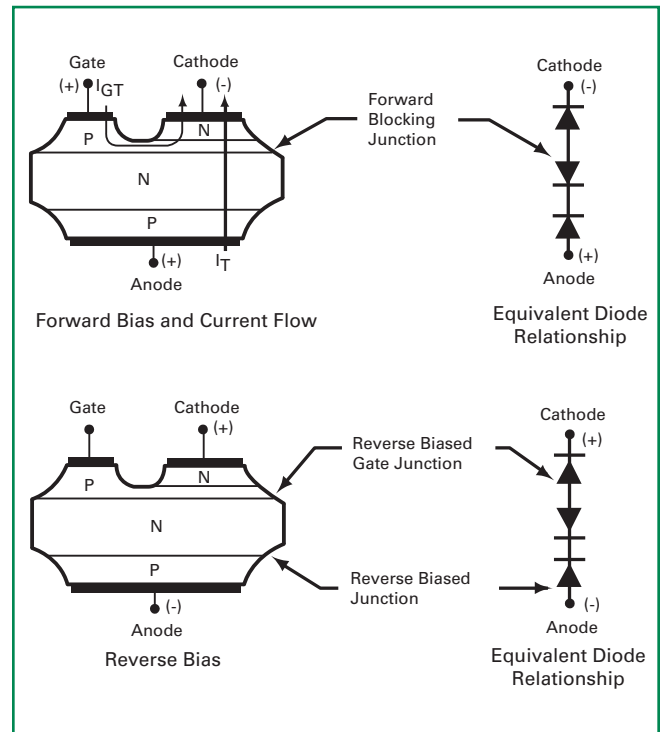 Gate
Cathode
(+)
IGT
(-)
P
N
N
P
(+)
IT
Anode
Forward Bias and Current Flow
Forward
Blocking
Junction
Cathode
(-)
(+)
Anode
Equivalent Diode
Relationship
Gate
Cathode
(+)
P
N
N
P
(-)
Anode
Reverse Bias
Reverse Biased
Gate Junction
Reverse Biased
Junction
Cathode
(+)
(-)
Anode
Equivalent Diode
Relationship